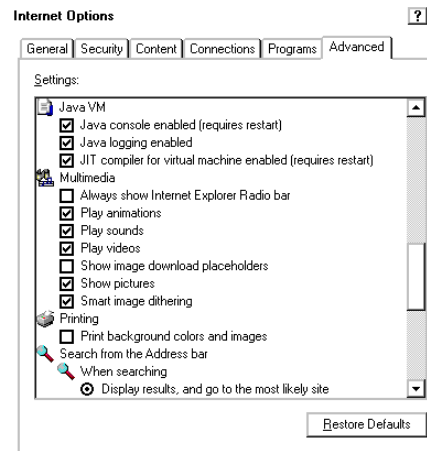 Internet Options
?
General Security Content Connections Programs Advanced
Settings:
Java VM
Java console enabled (requires restart)
Java logging enabled
JIT compiler for virtual machine enabled (requires restart)
Multimedia
Always show Internet Explorer Radio bar
Play animations
Play sounds
Play videos
Show image download placeholders
Show pictures
Smart image dithering
Printing
Print background colors and images
Search from the Address bar
When searching
Display results, and go to the most likely site
Restore Defaults